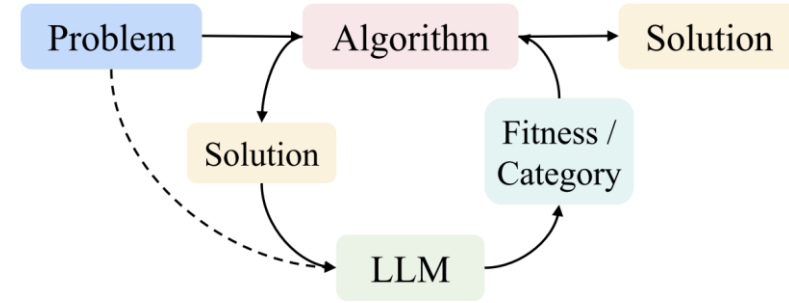 Problem
Algorithm
Solution
Solution
Fitness /
Category
LLM